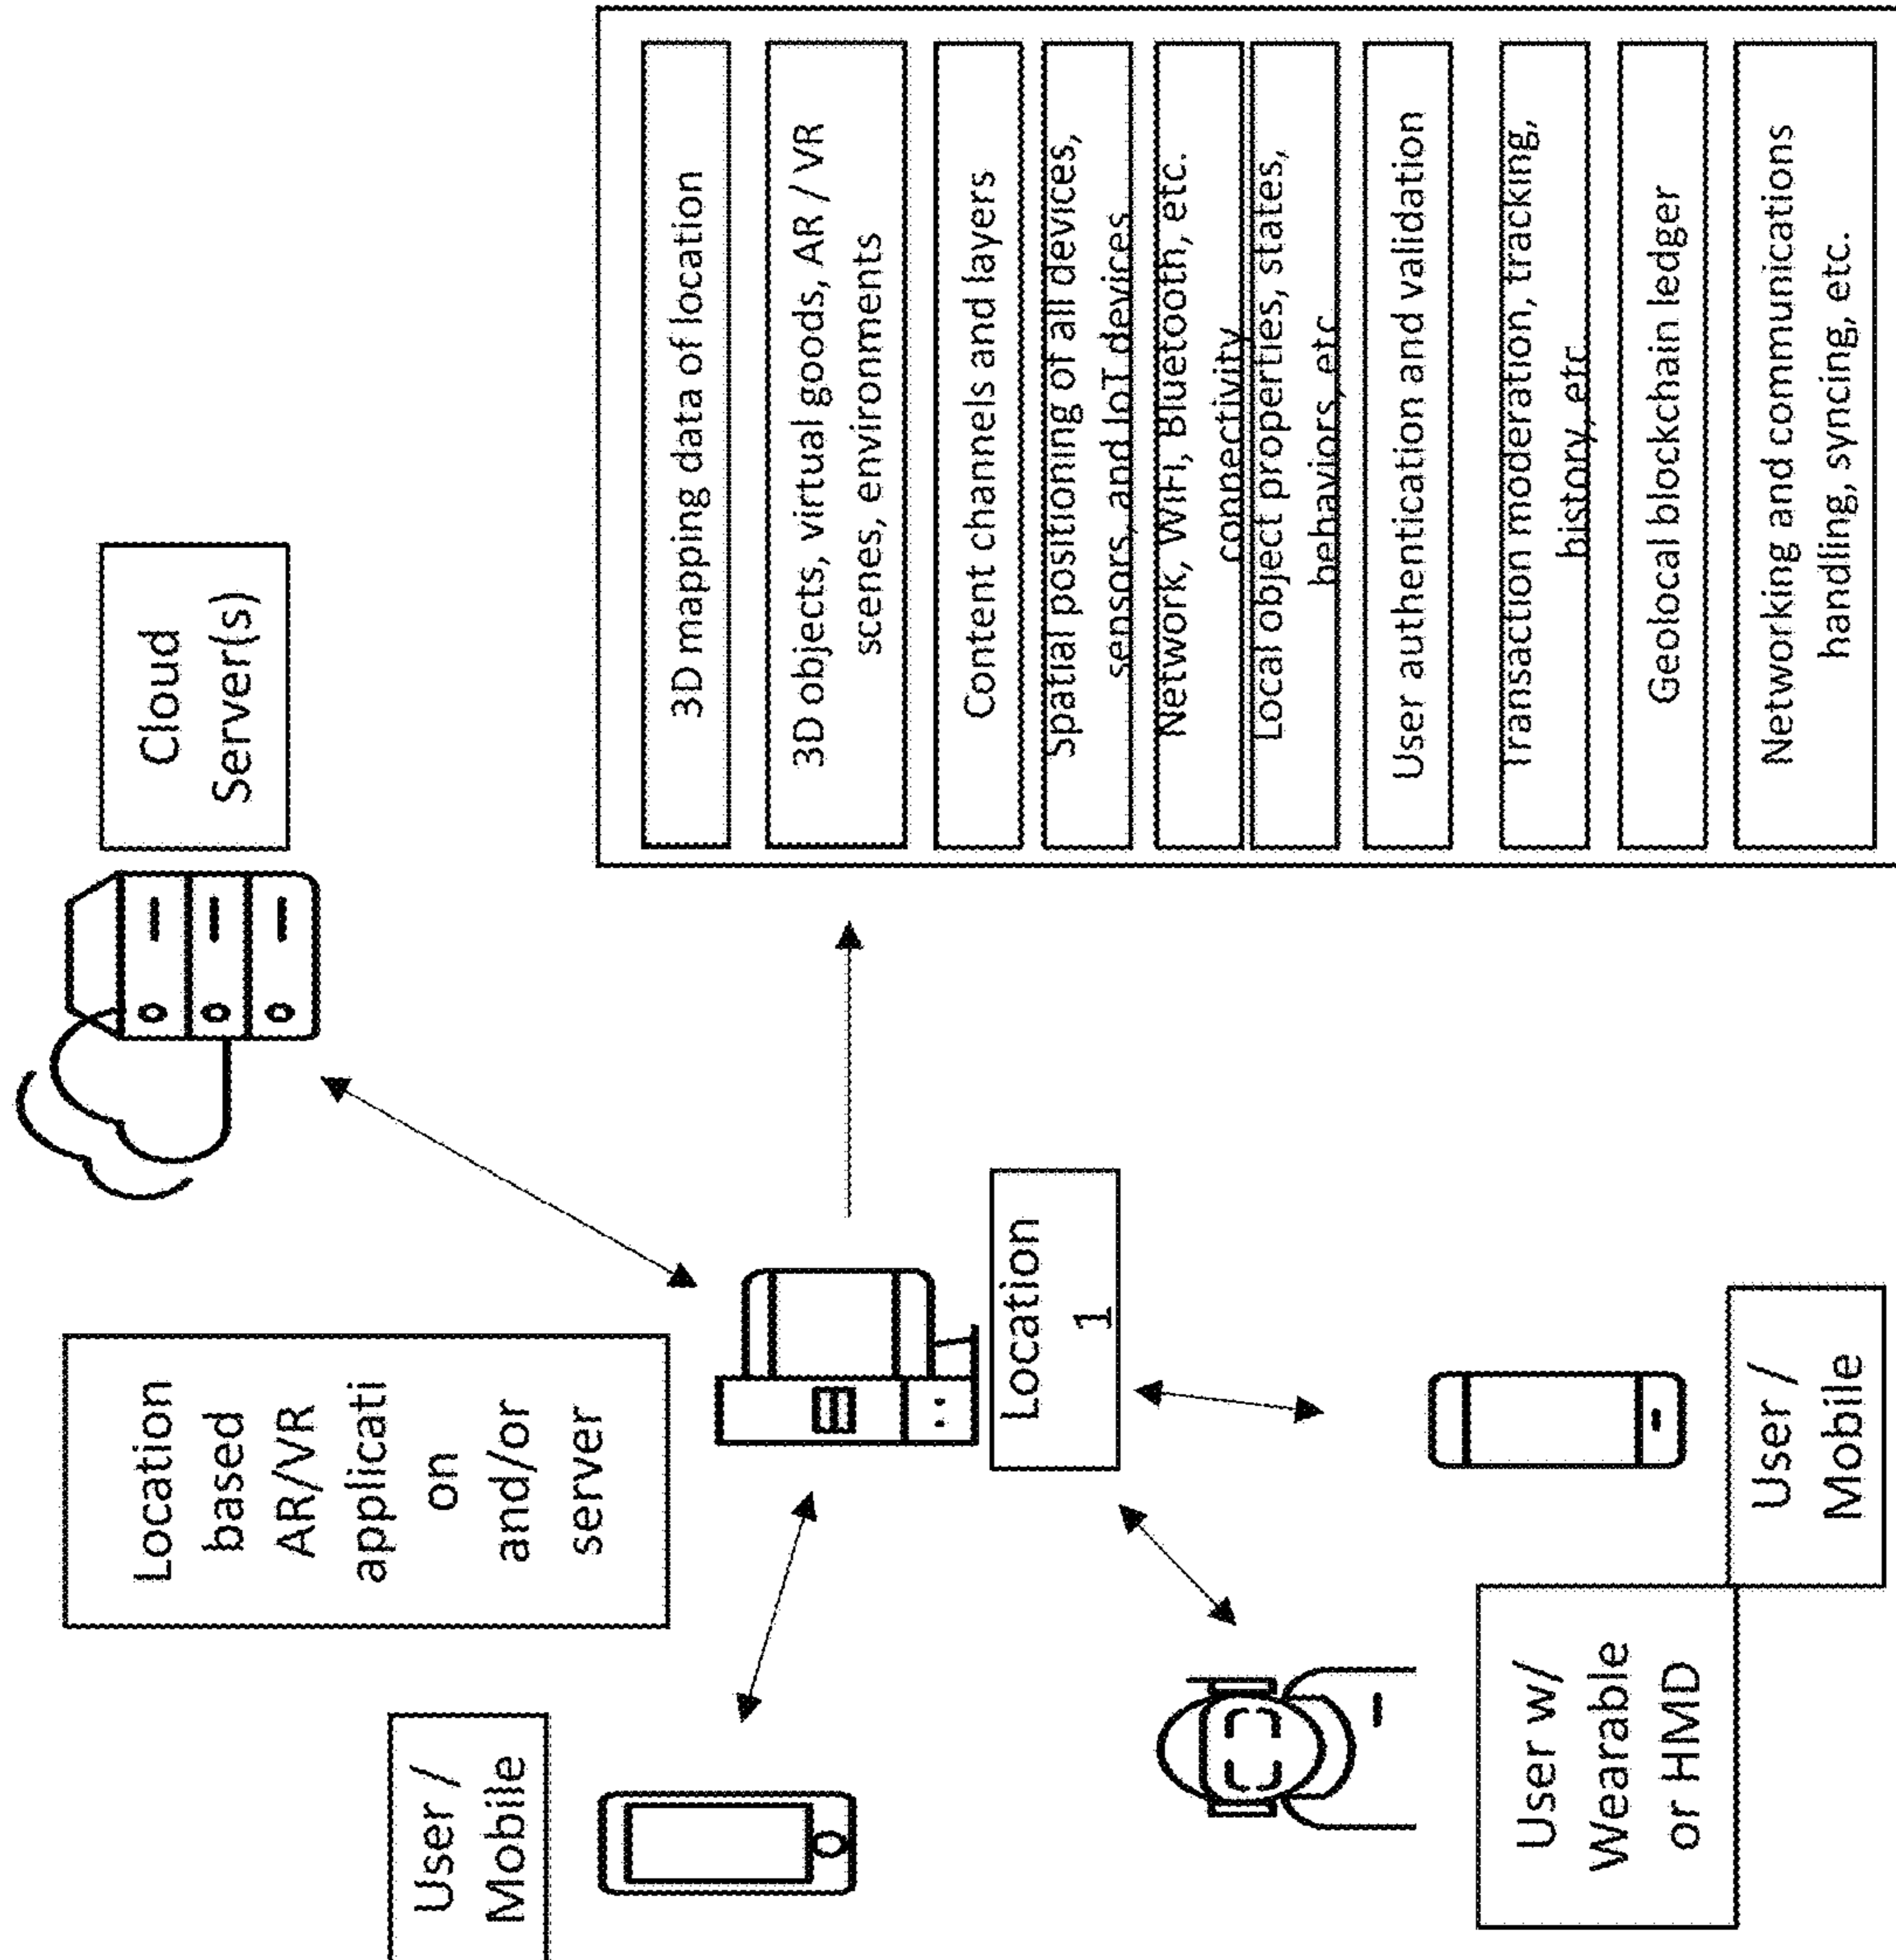 User /
Mobile
Location
based
AR/VR
applicati
on
and/or
server
Cloud
Server(s)
Location
1
User w/
Wearable
or HMD
User /
Mobile
3D mapping data of location
3D objects, virtual goods, AR / VR
scenes, environments
Content channels and layers
Spatial positioning of all devices,
sensors, and IoT devices
Network, WiFi, Bluetooth, etc.
connectivity
Local object properties, states,
behaviors, etc.
User authentication and validation
Transaction moderation, tracking,
history, etc.
Geolocal blockchain ledger
Networking and communications
handling, syncing, etc.